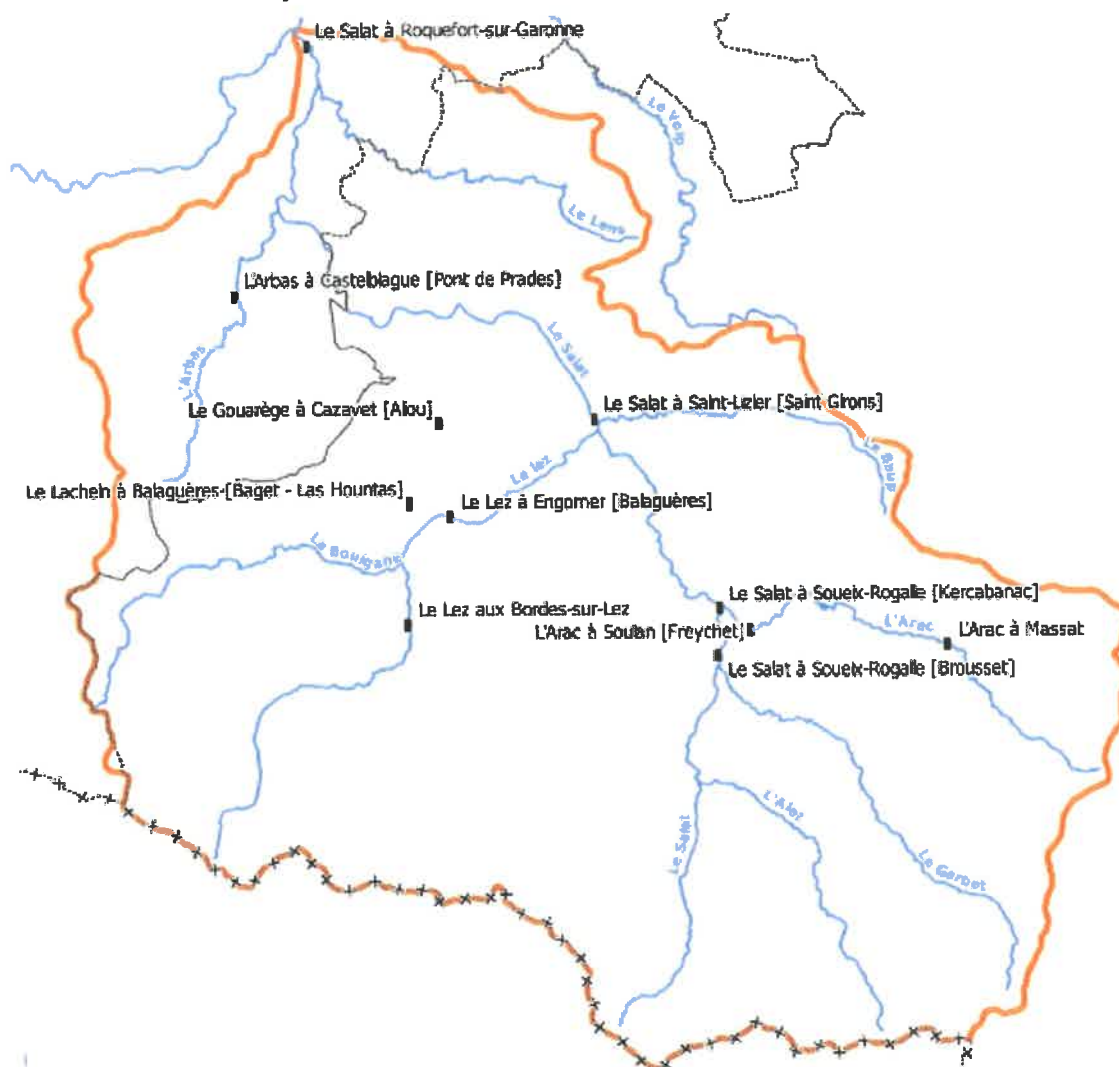 Le Salat à Roquefort-sur-Garonne
Le Volp
Le Lens
L'Arbas à Castelblague [Pont de Prades]
Le Salat
L'Arbas
Le Gouarège à Cazavet [Alou]
Le Salat à Saint-Lizier [Saint Girons]
Le Baup
Le lez
Le Lachein à Balaguères-[Baget - Las Hountas]
Le Lez à Engomer [Balaguères]
Le Bouigane
Le Salat à Soueix-Rogalle [Kercabanac]
Le Lez aux Bordes-sur-Lez
L'Arac à Soulan [Freychet]
L'Arac
L'Arac à Massat
Le Salat à Soueix-Rogalle [Brousset]
L'Alet
Le Salat
Le Garbet